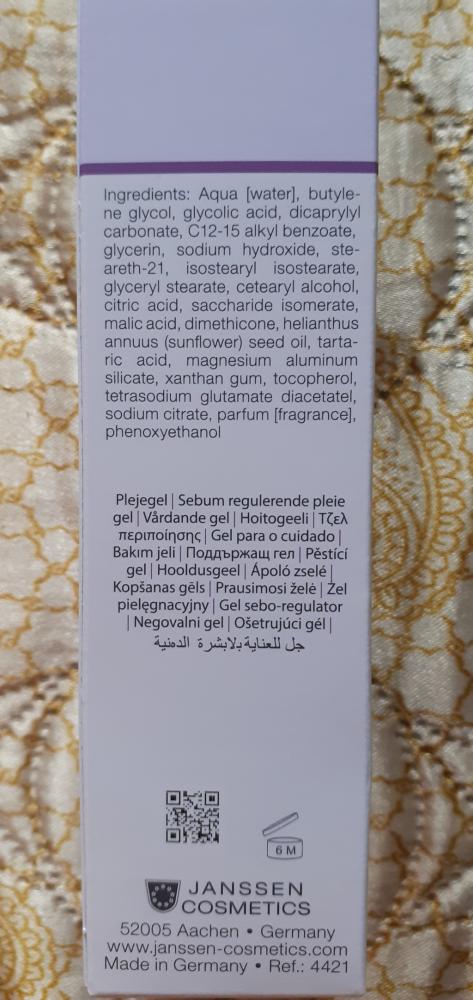 Ingredients: Aqua [water], butyle-
ne glycol, glycolic acid, dicaprylyl
carbonate, C12-15 alkyl benzoate,
glycerin, sodium hydroxide, ste-
areth-21, isostearyl isostearate,
glyceryl stearate, cetearyl alcohol,
citric acid, saccharide isomerate,
malic acid, dimethicone, helianthus
annuus (sunflower) seed oil, tarta-
ric acid, magnesium aluminum
silicate, xanthan gum, tocopherol,
tetrasodium glutamate diacetatel,
sodium citrate, parfum [fragrance],
phenoxyethanol
Plejegel | Sebum regulerende pleie
gel | Vårdande gel | Hoitogeeli | Τζελ
περιποίησης | Gel para o cuidado |
Bakım jeli | Поддържащ гел | Pěstící
gel | Hooldusgeel | Ápoló zselé |
Kopšanas gēls | Prausimosi želė | Żel
pielęgnacyjny | Gel sebo-regulator
| Negovalni gel | Ošetrujúci gél |
جل للعناية بلابشرة الدهنية
6 M
JANSSEN
COSMETICS
52005 Aachen • Germany
www.janssen-cosmetics.com
Made in Germany • Ref.: 4421